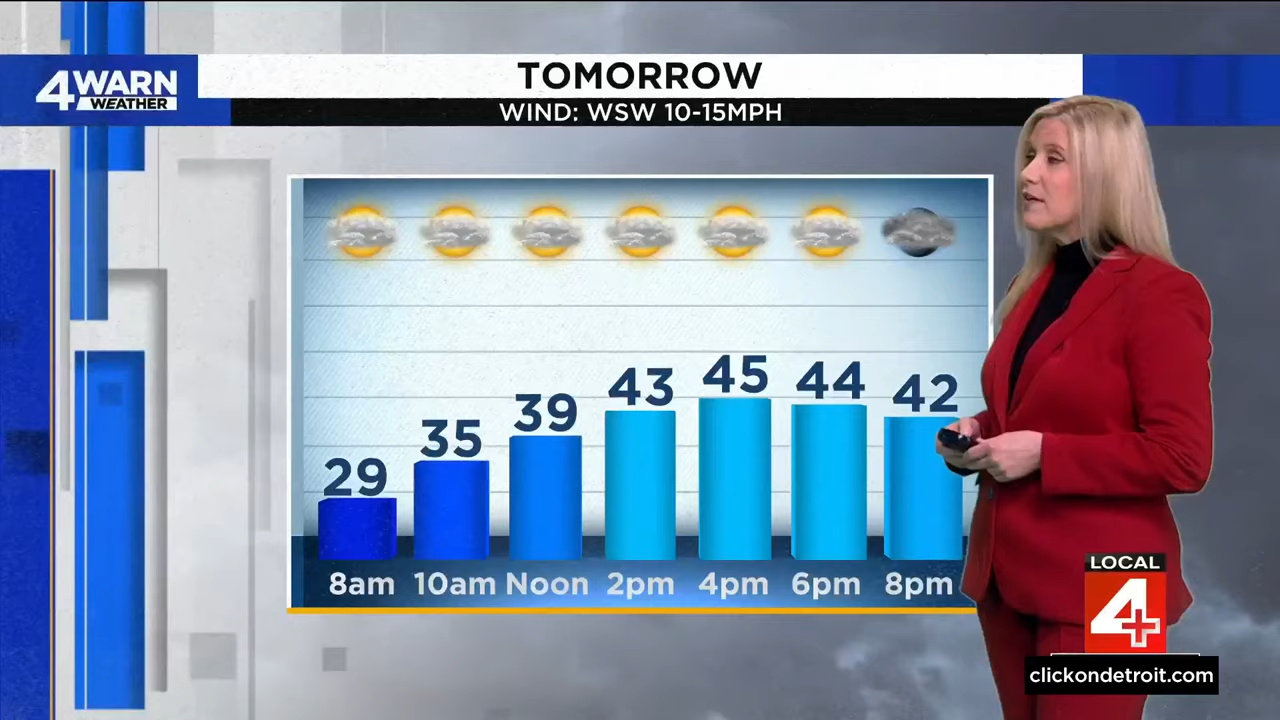 4WARN
WEATHER
TOMORROW
WIND: WSW 10-15MPH
29 35 39 43 45 44 42
8am 10am Noon 2pm 4pm 6pm 8pm
LOCAL
4+
clickondetroit.com